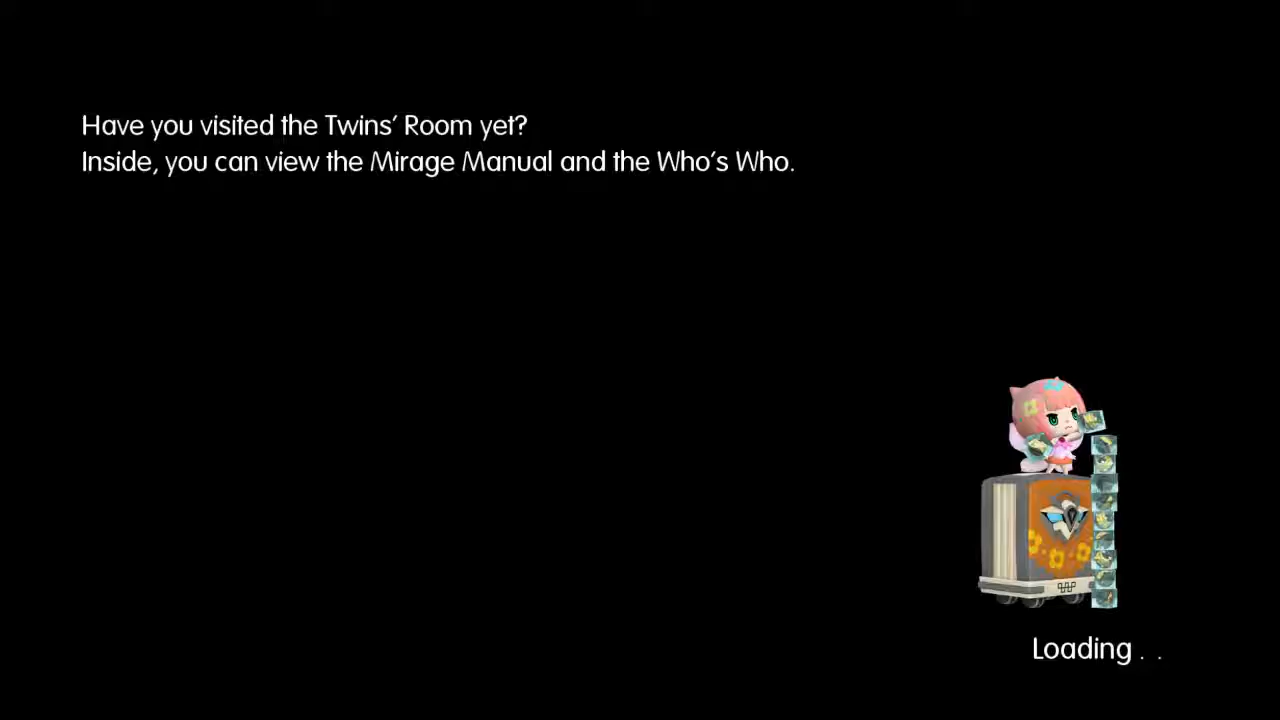 Have you visited the Twins' Room yet?
Inside, you can view the Mirage Manual and the Who's Who.
Loading . .